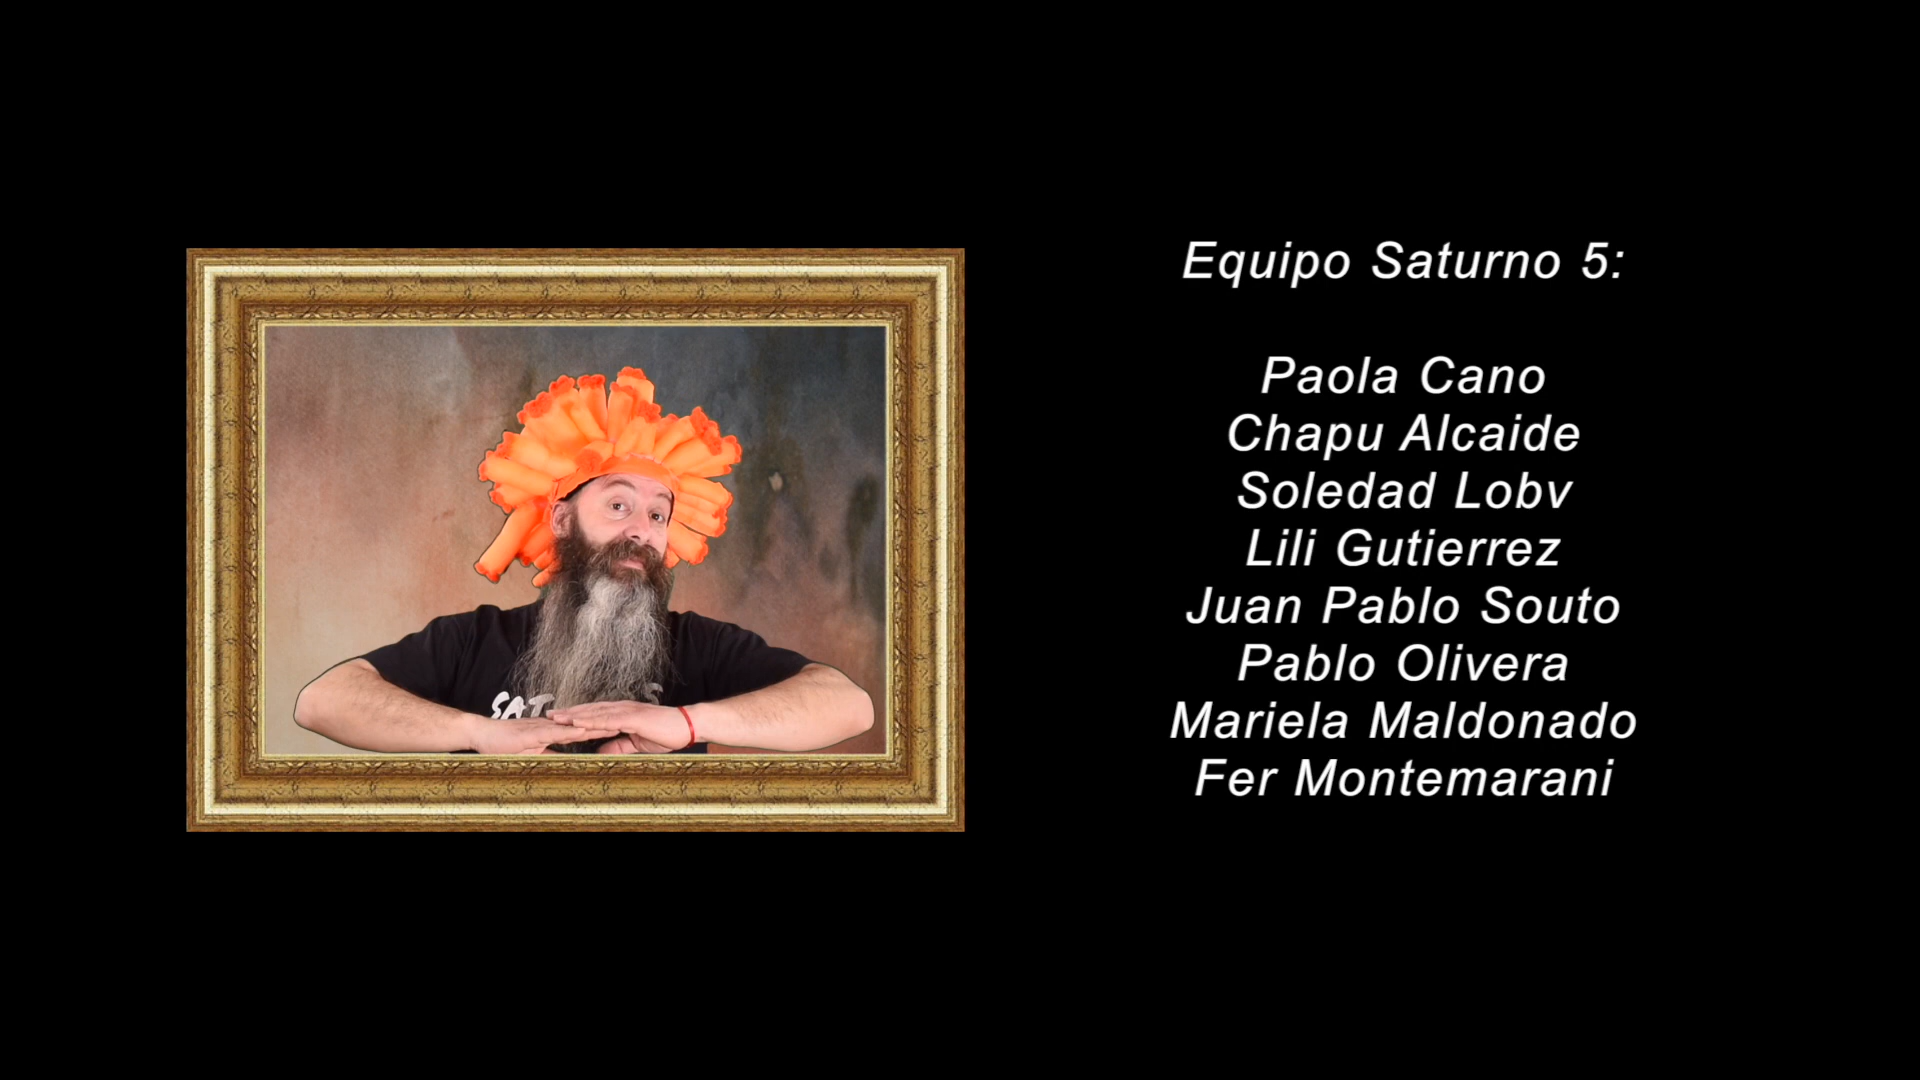 Equipo Saturno 5:
Paola Cano
Chapu Alcaide
Soledad Lobv
Lili Gutierrez
Juan Pablo Souto
Pablo Olivera
Mariela Maldonado
Fer Montemarani